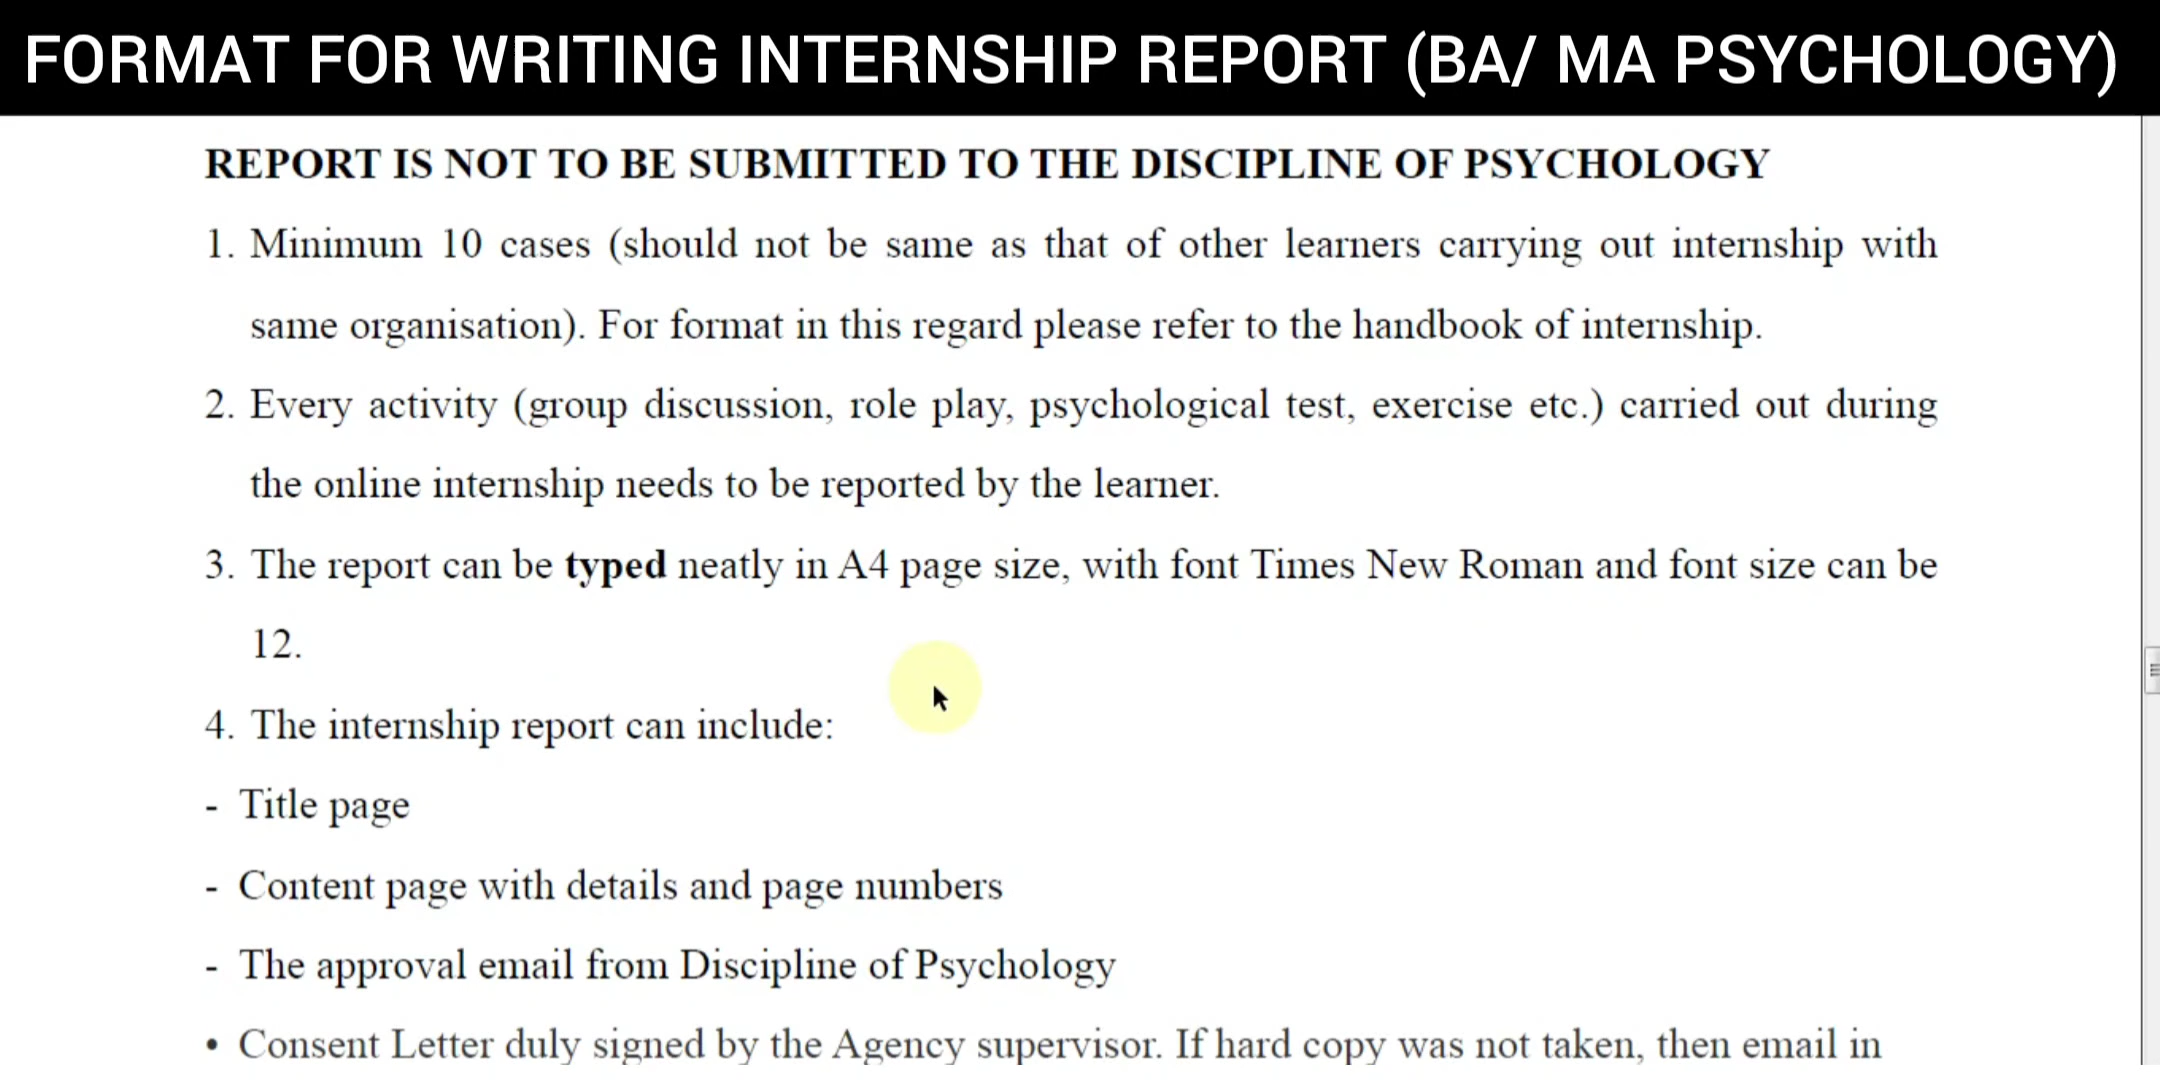 FORMAT FOR WRITING INTERNSHIP REPORT (BA/ MA PSYCHOLOGY)
REPORT IS NOT TO BE SUBMITTED TO THE DISCIPLINE OF PSYCHOLOGY
1. Minimum 10 cases (should not be same as that of other learners carrying out internship with
same organisation). For format in this regard please refer to the handbook of internship.
2. Every activity (group discussion, role play, psychological test, exercise etc.) carried out during
the online internship needs to be reported by the learner.
3. The report can be typed neatly in A4 page size, with font Times New Roman and font size can be
12.
4. The internship report can include:
- Title page
- Content page with details and page numbers
- The approval email from Discipline of Psychology
• Consent Letter duly signed by the Agency supervisor. If hard copy was not taken, then email in